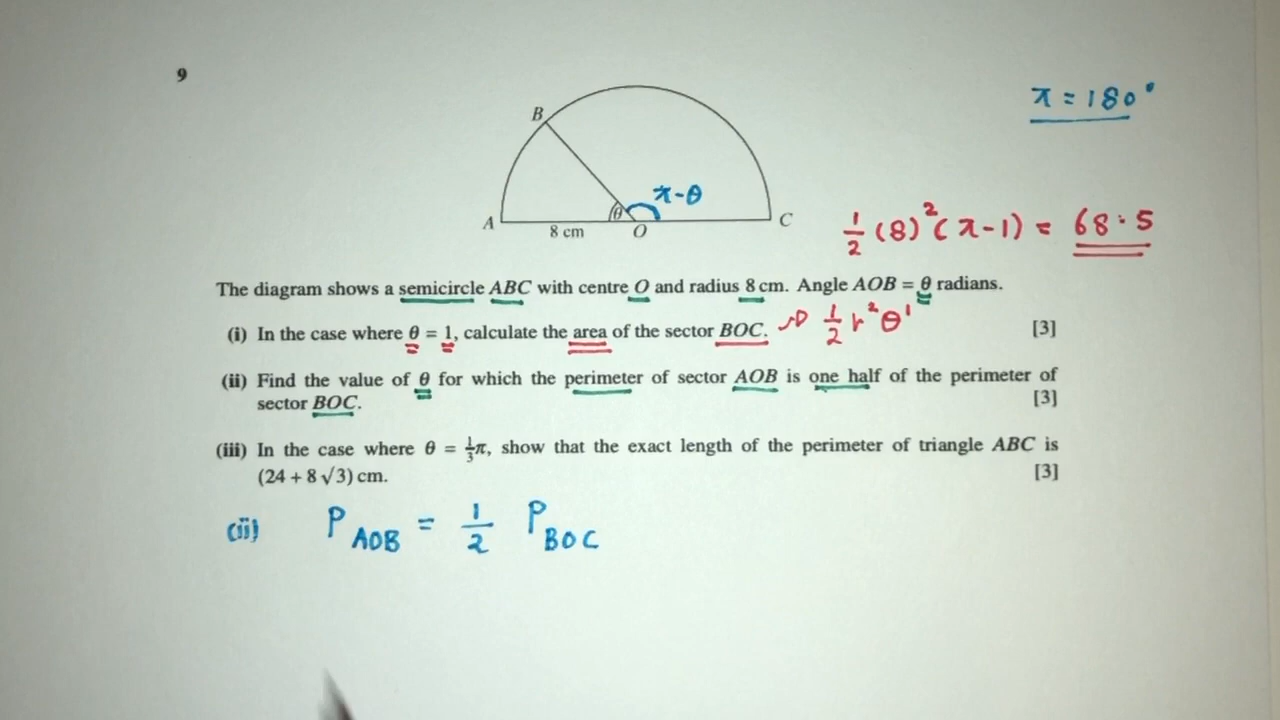 9
π = 180°
B
π-θ
θ
A
8 cm
O
C
1/2 (8)² (π-1) = 68.5
The diagram shows a semicircle ABC with centre O and radius 8 cm. Angle AOB = θ radians.
(i) In the case where θ = 1, calculate the area of the sector BOC. → 1/2 r²θ' [3]
(ii) Find the value of θ for which the perimeter of sector AOB is one half of the perimeter of
sector BOC. [3]
(iii) In the case where θ = 1/3π, show that the exact length of the perimeter of triangle ABC is
(24 + 8√3) cm. [3]
(ii) P AOB = 1/2 P BOC